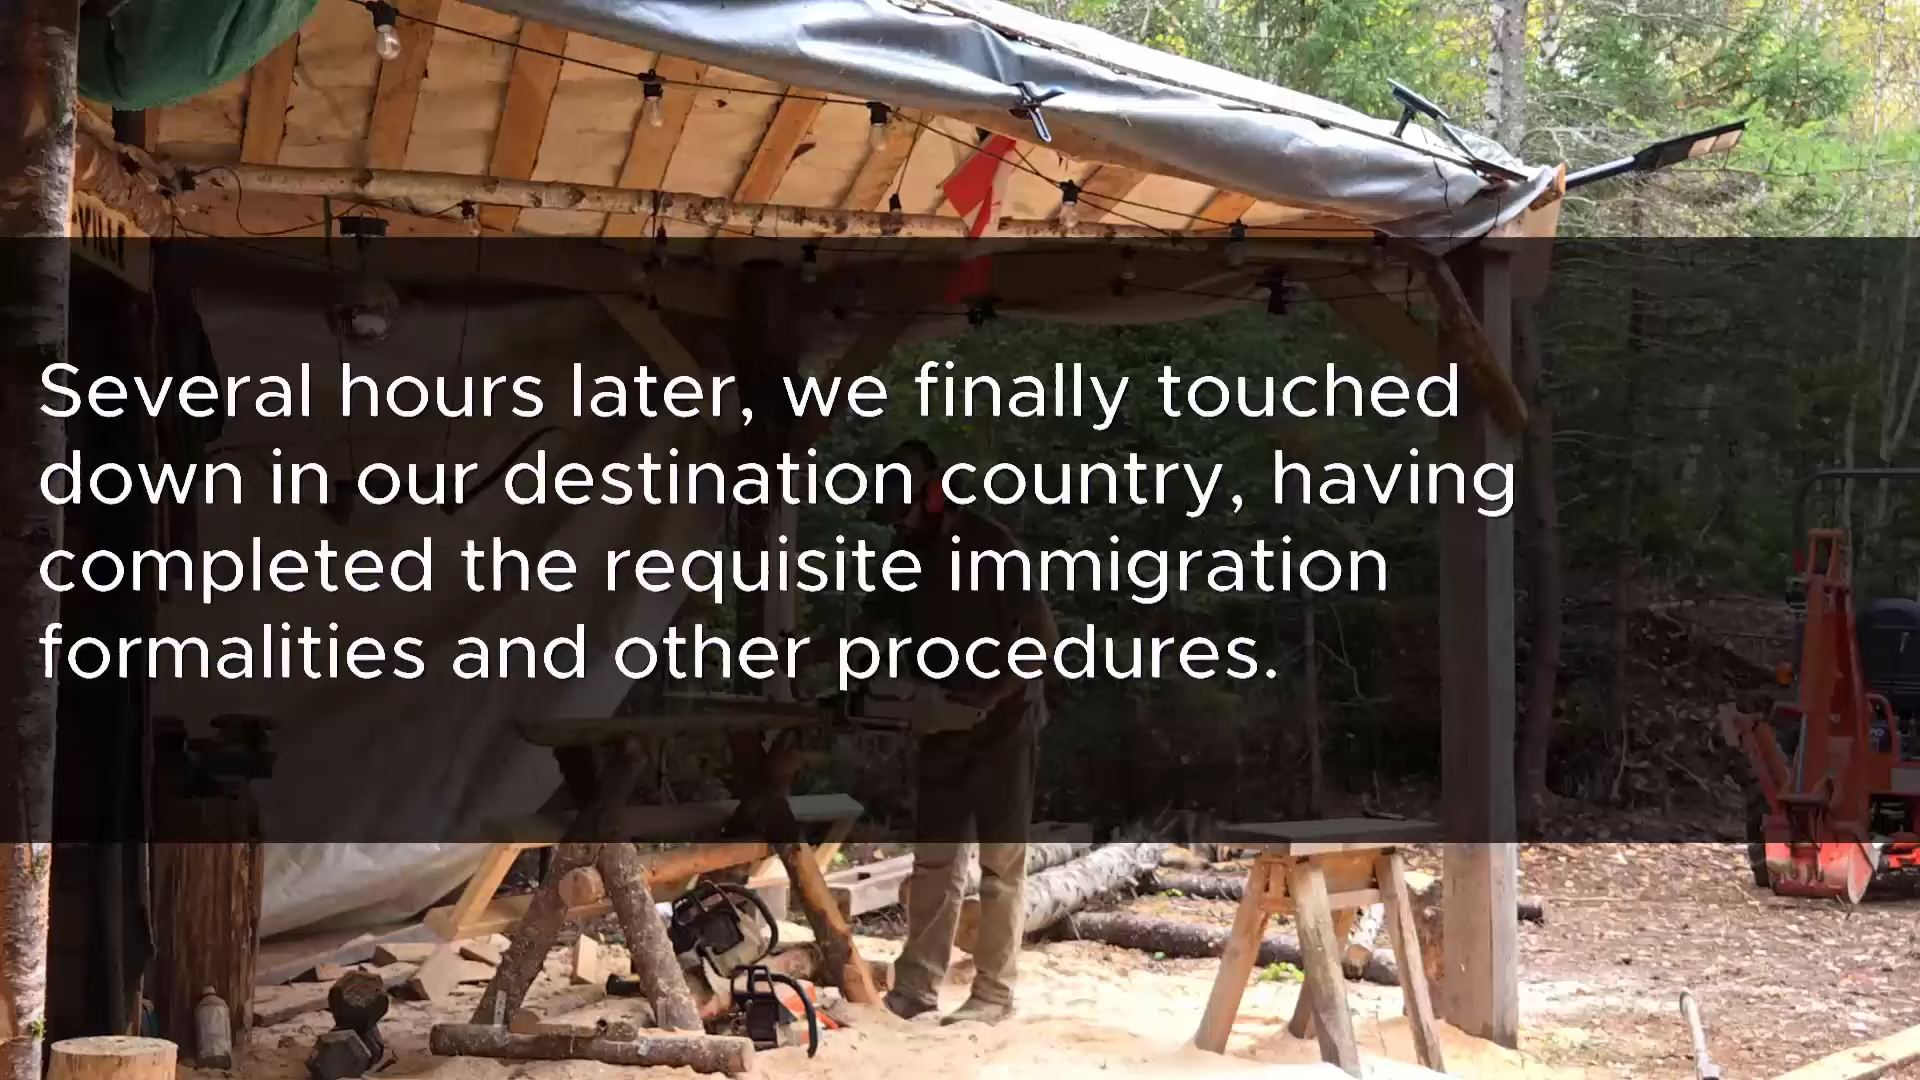 Several hours later, we finally touched
down in our destination country, having
completed the requisite immigration
formalities and other procedures.